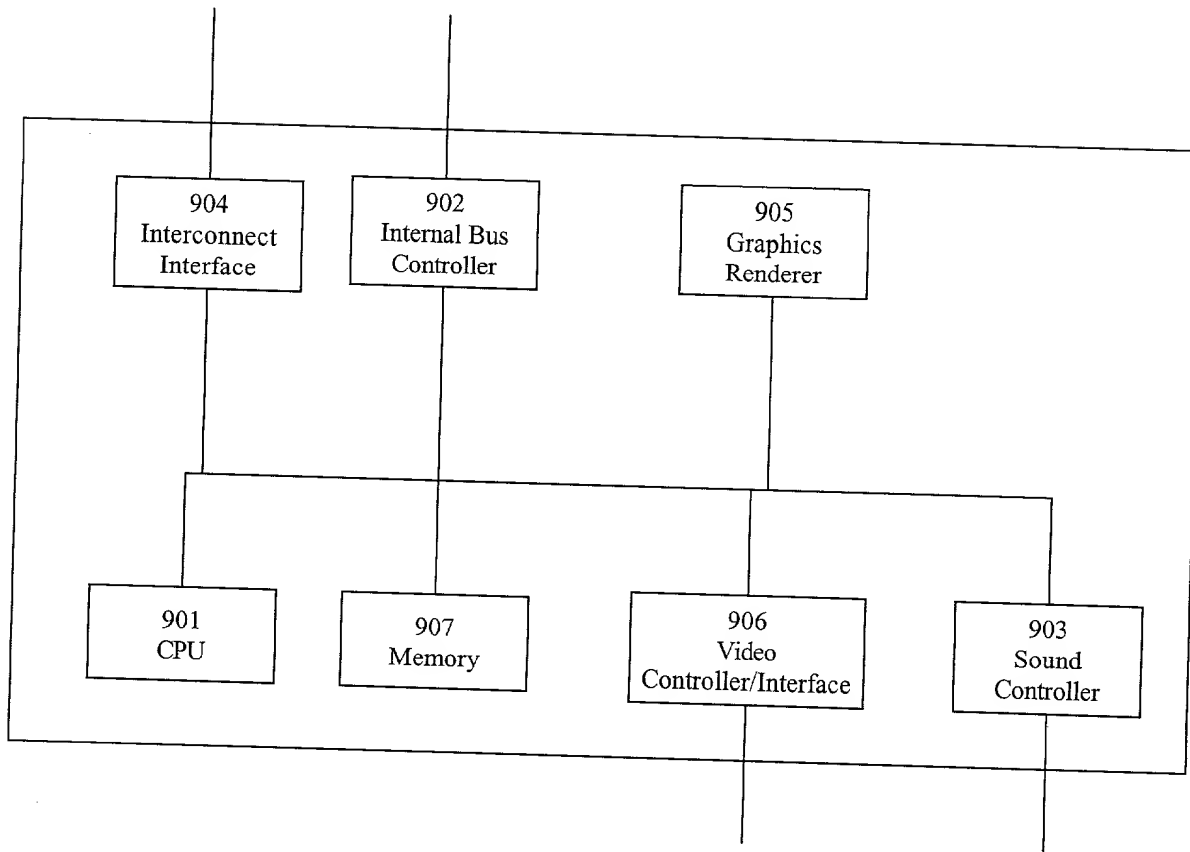 904
Interconnect
Interface
902
Internal Bus
Controller
905
Graphics
Renderer
901
CPU
907
Memory
906
Video
Controller/Interface
903
Sound
Controller